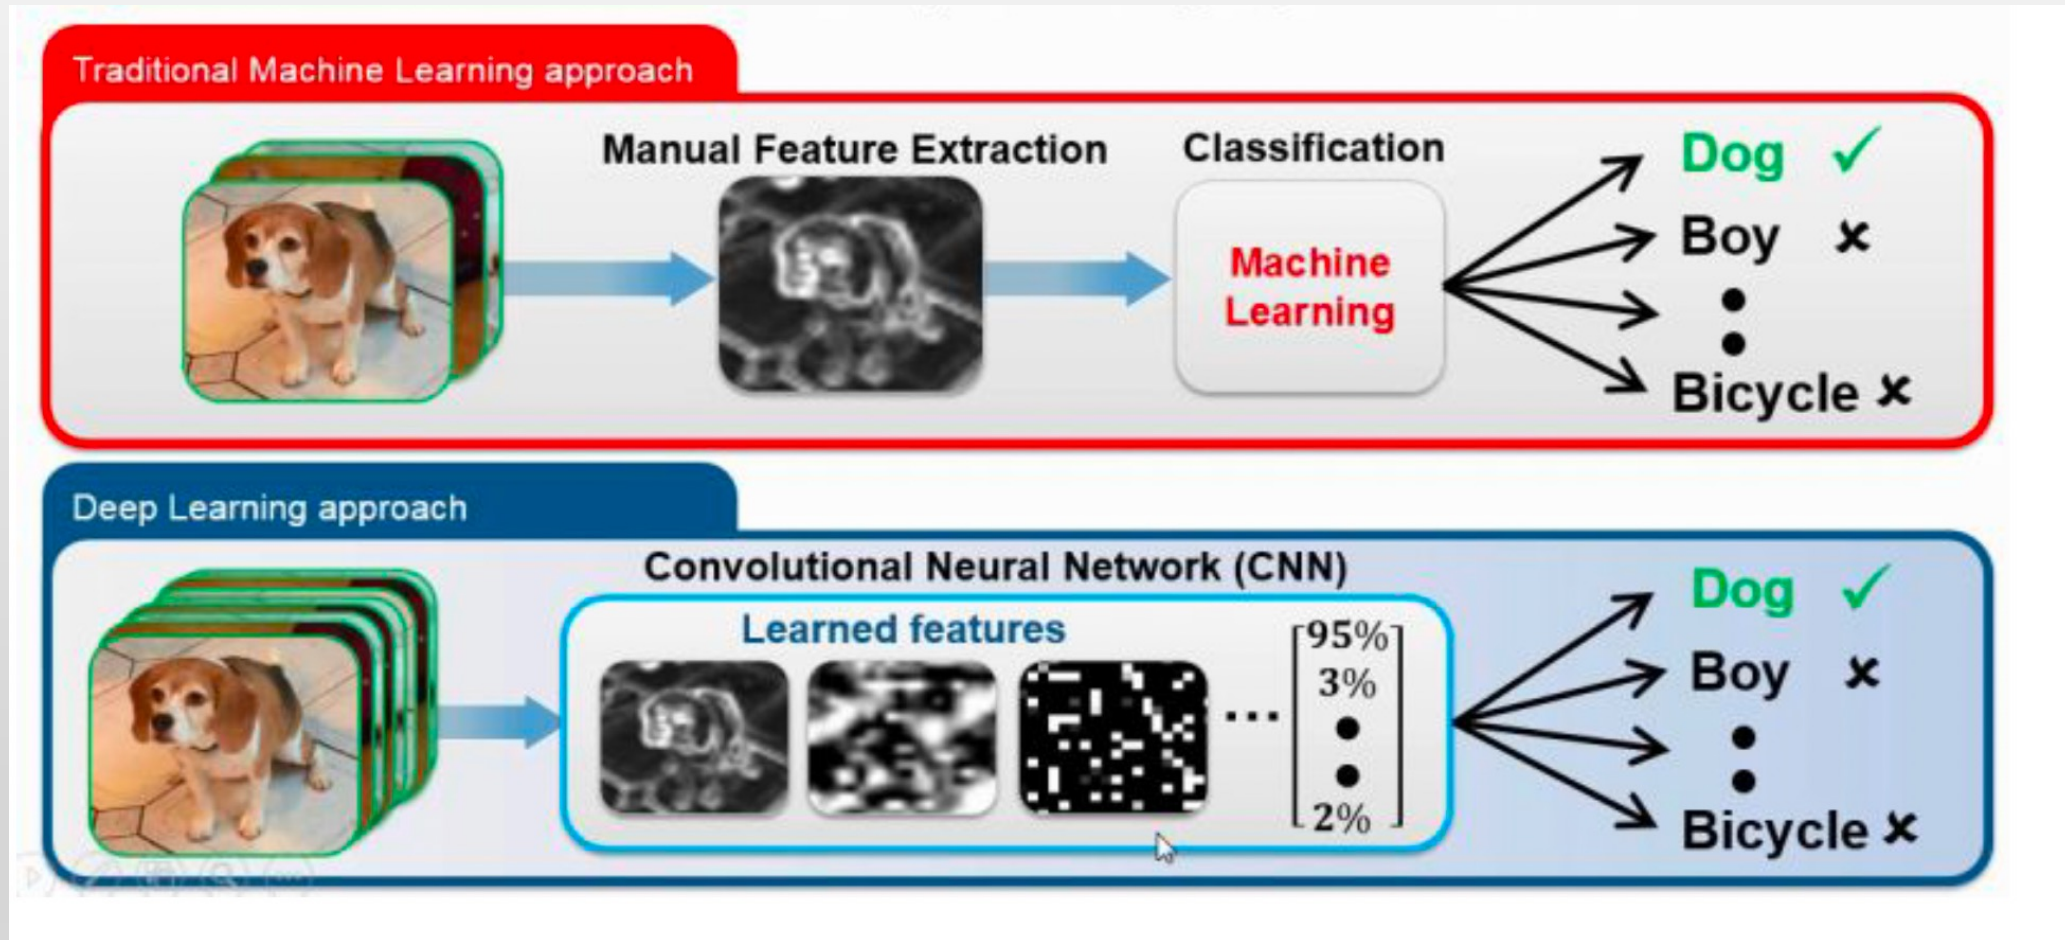 Traditional Machine Learning approach
Manual Feature Extraction
Classification
Machine
Learning
Dog ✓
Boy ✘
Bicycle ✘
Deep Learning approach
Convolutional Neural Network (CNN)
Learned features
...
95%
3%
2%
Dog ✓
Boy ✘
Bicycle ✘